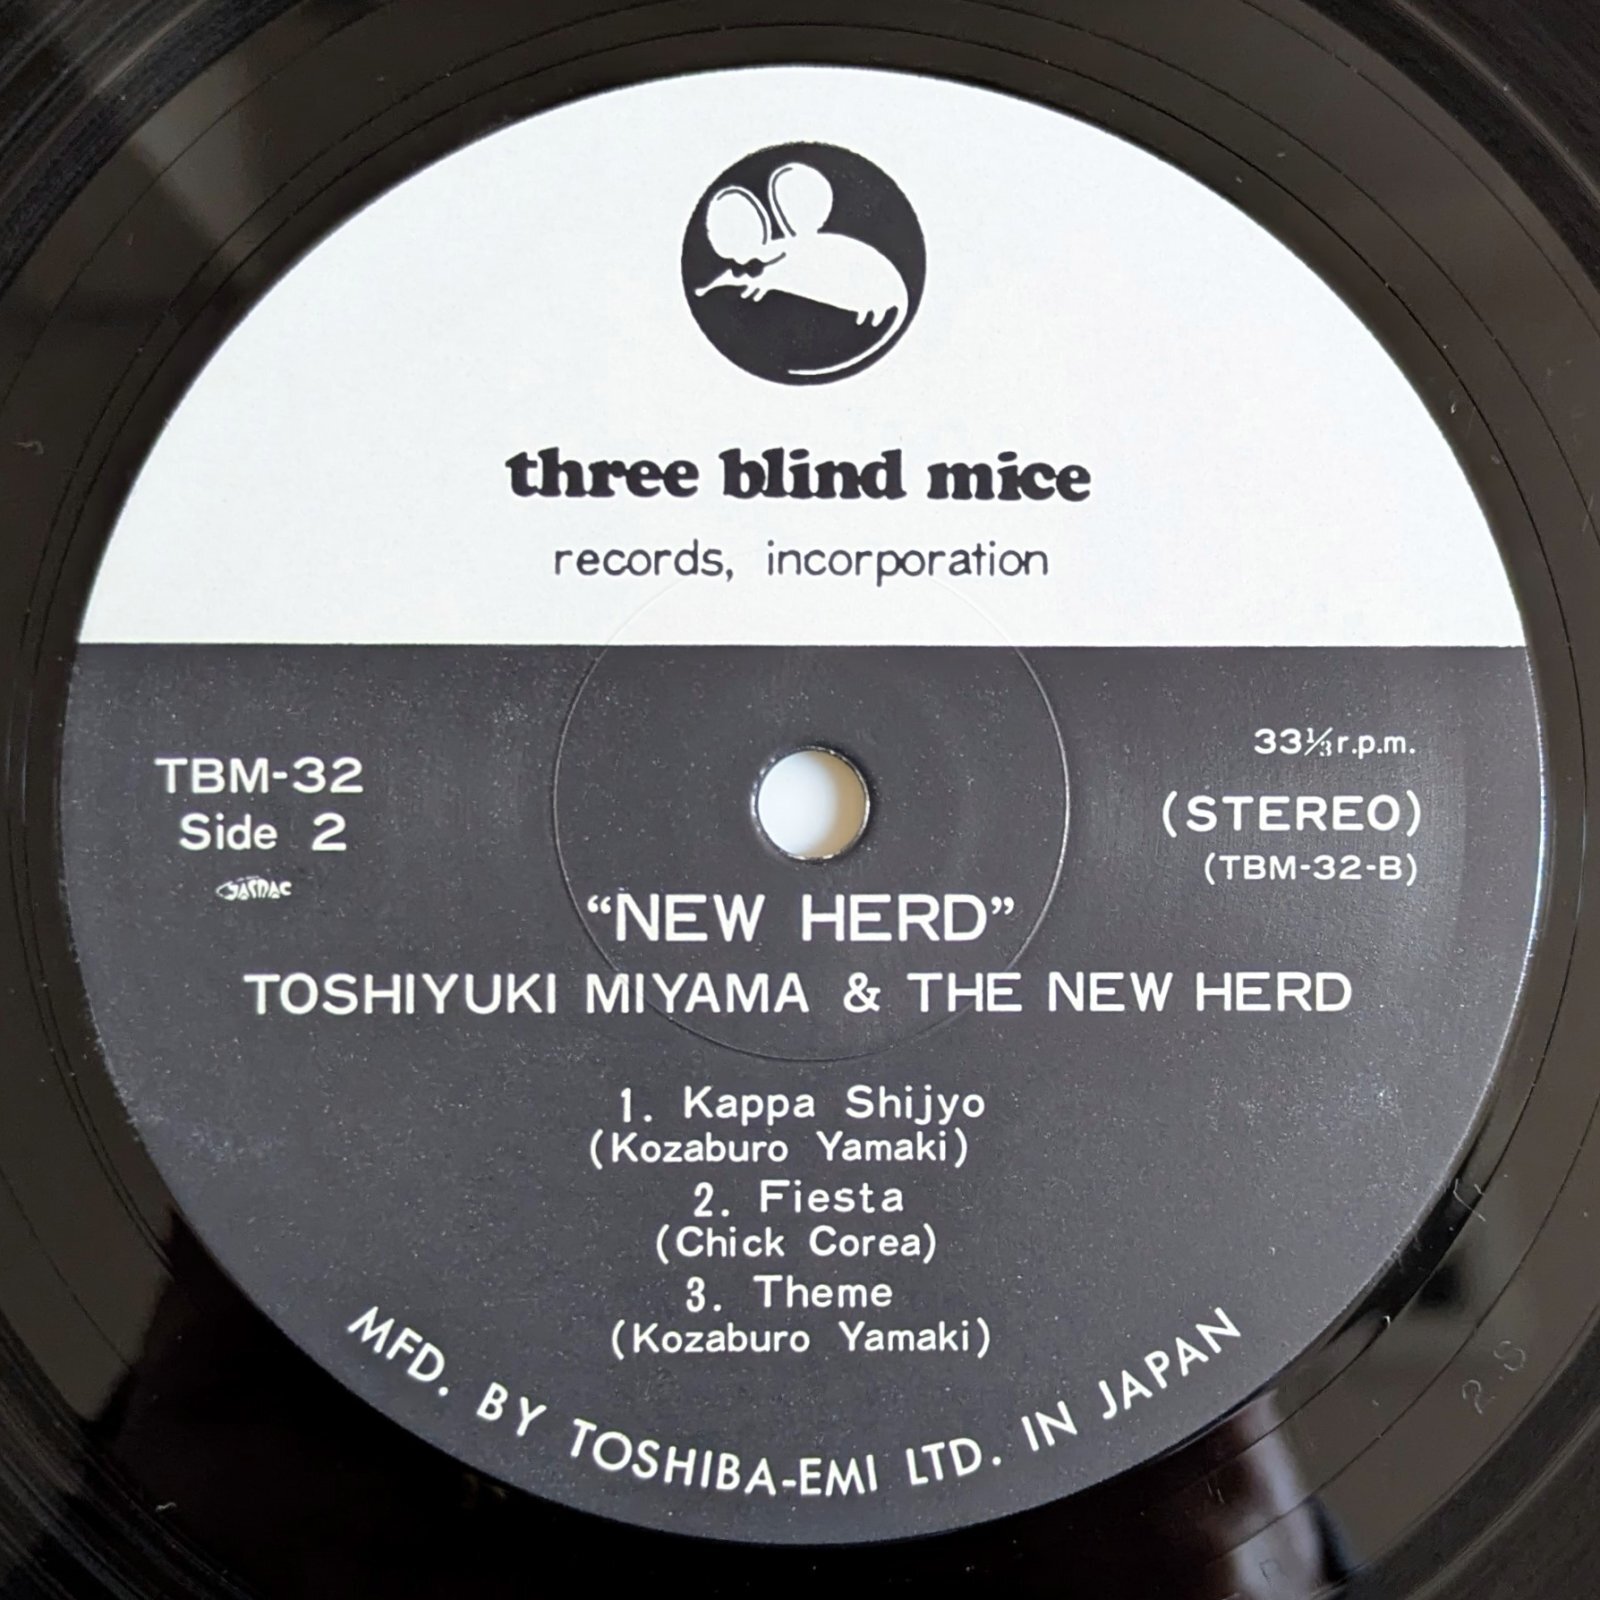 three blind mice
records, incorporation
TBM-32
Side 2
JASRAC
33⅓ r.p.m.
(STEREO)
(TBM-32-B)
“NEW HERD”
TOSHIYUKI MIYAMA & THE NEW HERD
1. Kappa Shijyo
(Kozaburo Yamaki)
2. Fiesta
(Chick Corea)
3. Theme
(Kozaburo Yamaki)
MFD. BY TOSHIBA-EMI LTD. IN JAPAN